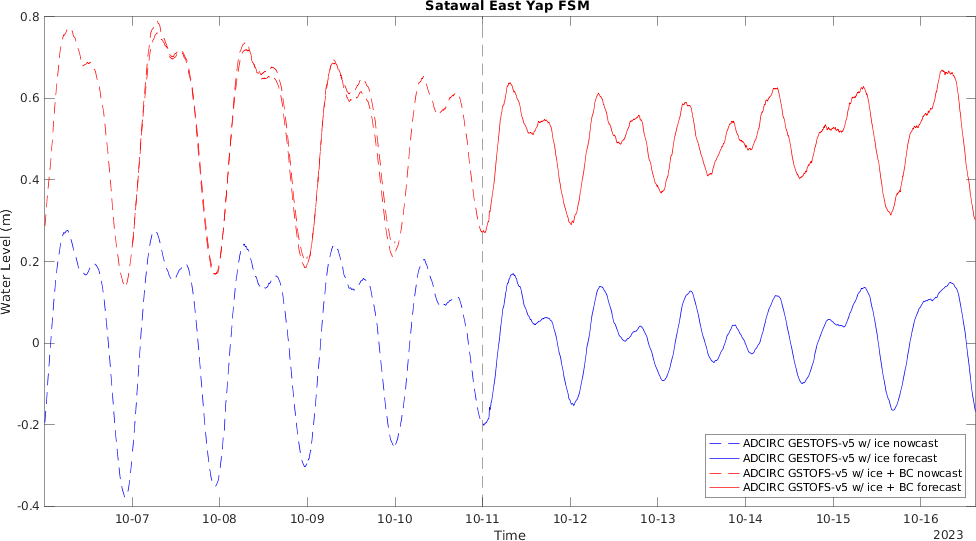 Satawal East Yap FSM
Water Level (m)
0.8
0.6
0.4
0.2
0
-0.2
-0.4
10-07 10-08 10-09 10-10 10-11 10-12 10-13 10-14 10-15 10-16
Time
2023
ADCIRC GESTOFS-v5 w/ ice nowcast
ADCIRC GESTOFS-v5 w/ ice forecast
ADCIRC GSTOFS-v5 w/ ice + BC nowcast
ADCIRC GSTOFS-v5 w/ ice + BC forecast